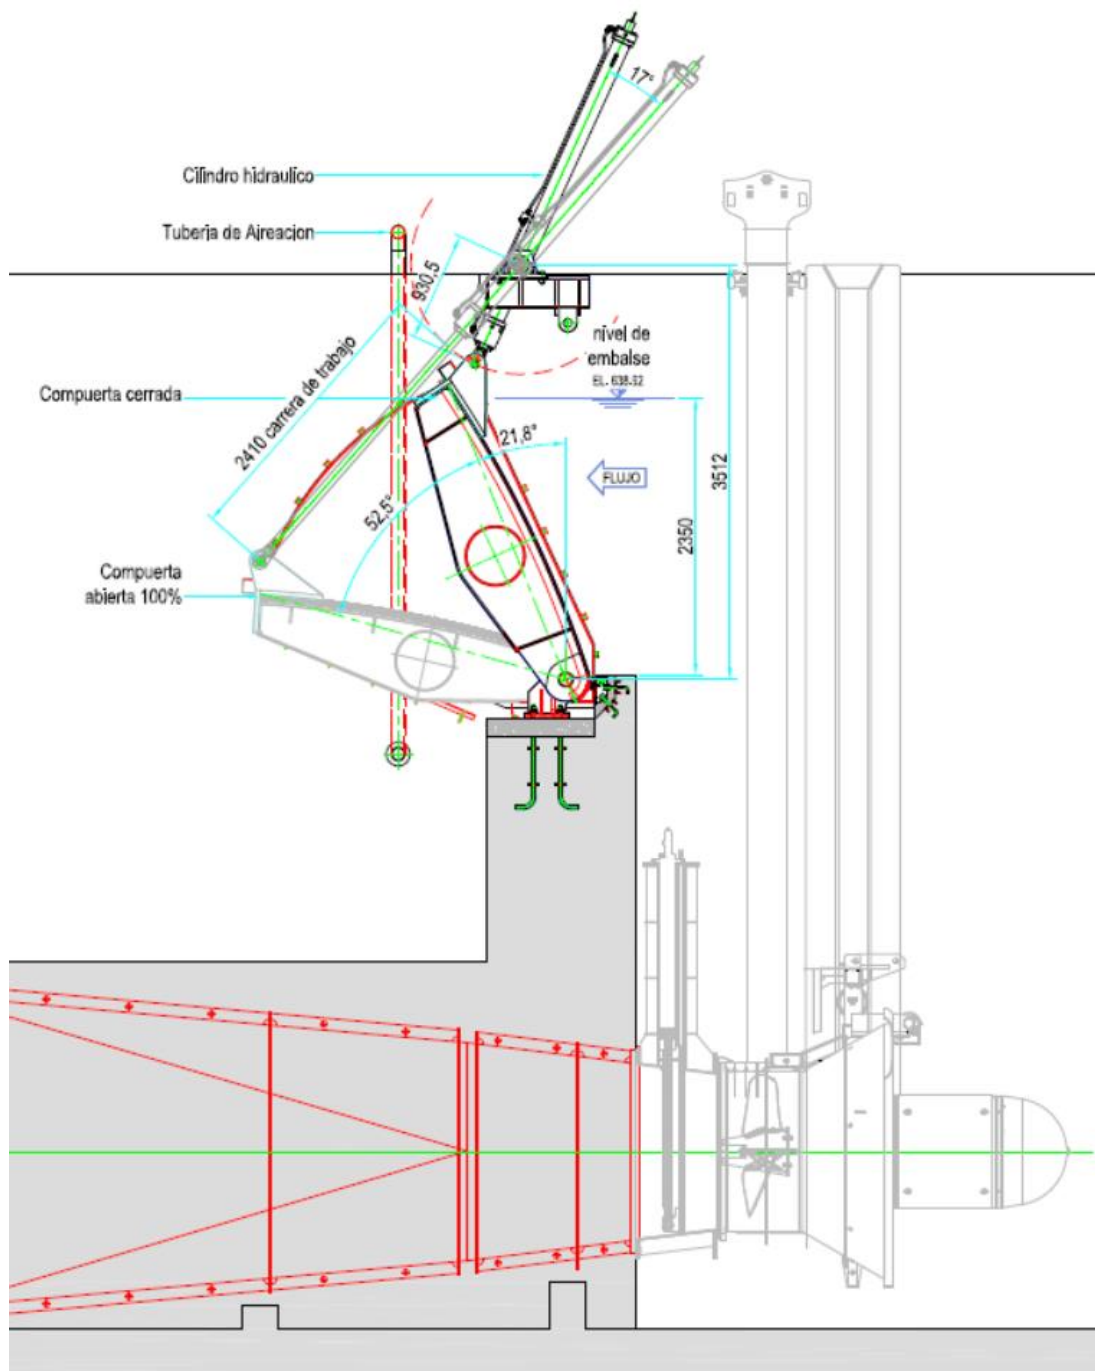 17°
Cilindro hidraulico
Tuberia de Aireacion
930,5
nivel de
embalse
EL. 638.92
2410 carrera de trabajo
Compuerta cerrada
21,8°
FLUJO
3512
52,5°
2350
Compuerta
abierta 100%